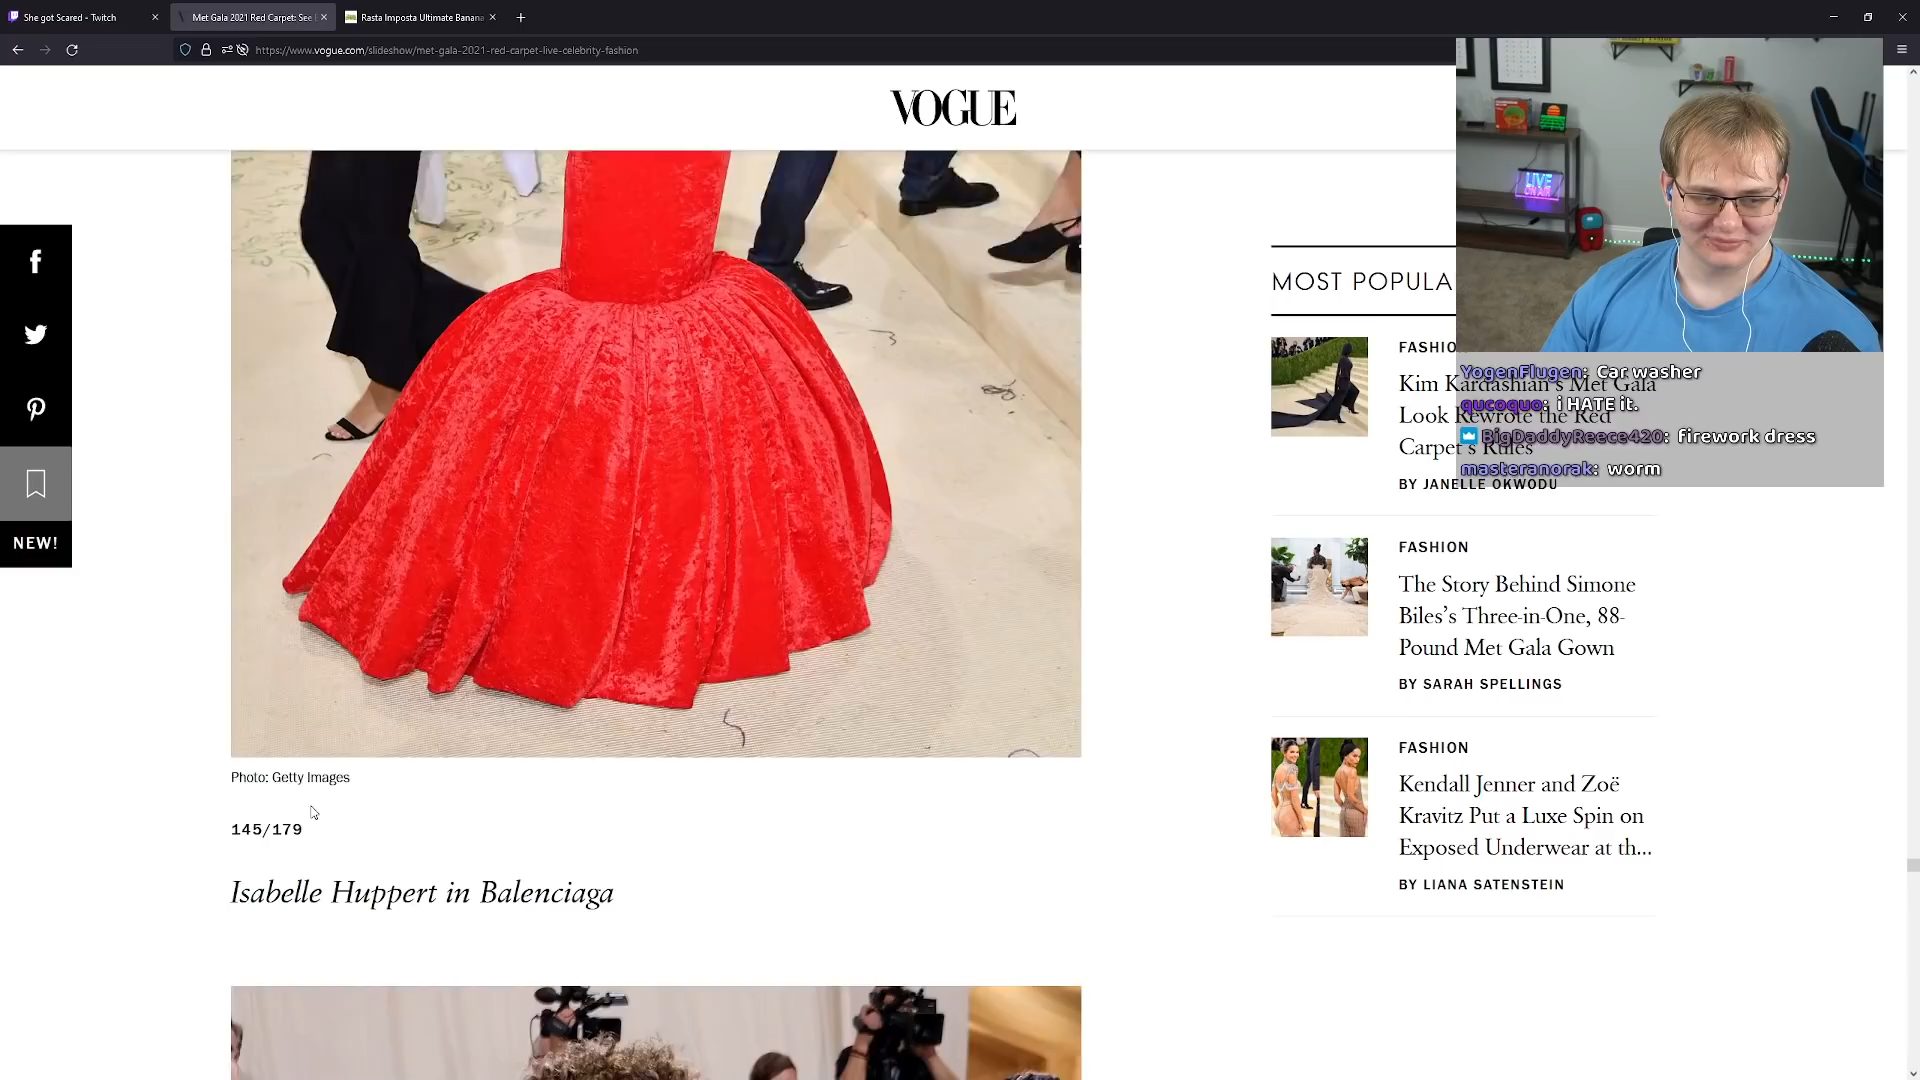 She got Scared - Twitch
Met Gala 2021 Red Carpet: See E
Rasta Imposta Ultimate Banana
https://www.vogue.com/slideshow/met-gala-2021-red-carpet-live-celebrity-fashion
VOGUE
NEW!
Photo: Getty Images
145/179
Isabelle Huppert in Balenciaga
MOST POPULA
FASHIO
Kim Kardashian's Met Gala
Look Rewrote the Red
Carpet's Rules
BY JANELLE OKWODU
FASHION
The Story Behind Simone
Biles's Three-in-One, 88-
Pound Met Gala Gown
BY SARAH SPELLINGS
FASHION
Kendall Jenner and Zoë
Kravitz Put a Luxe Spin on
Exposed Underwear at th...
BY LIANA SATENSTEIN
LIVE
ON AIR
YogenFlugen: Car washer
qucoquo: i HATE it.
BigDaddyReece420: firework dress
masteranorak: worm